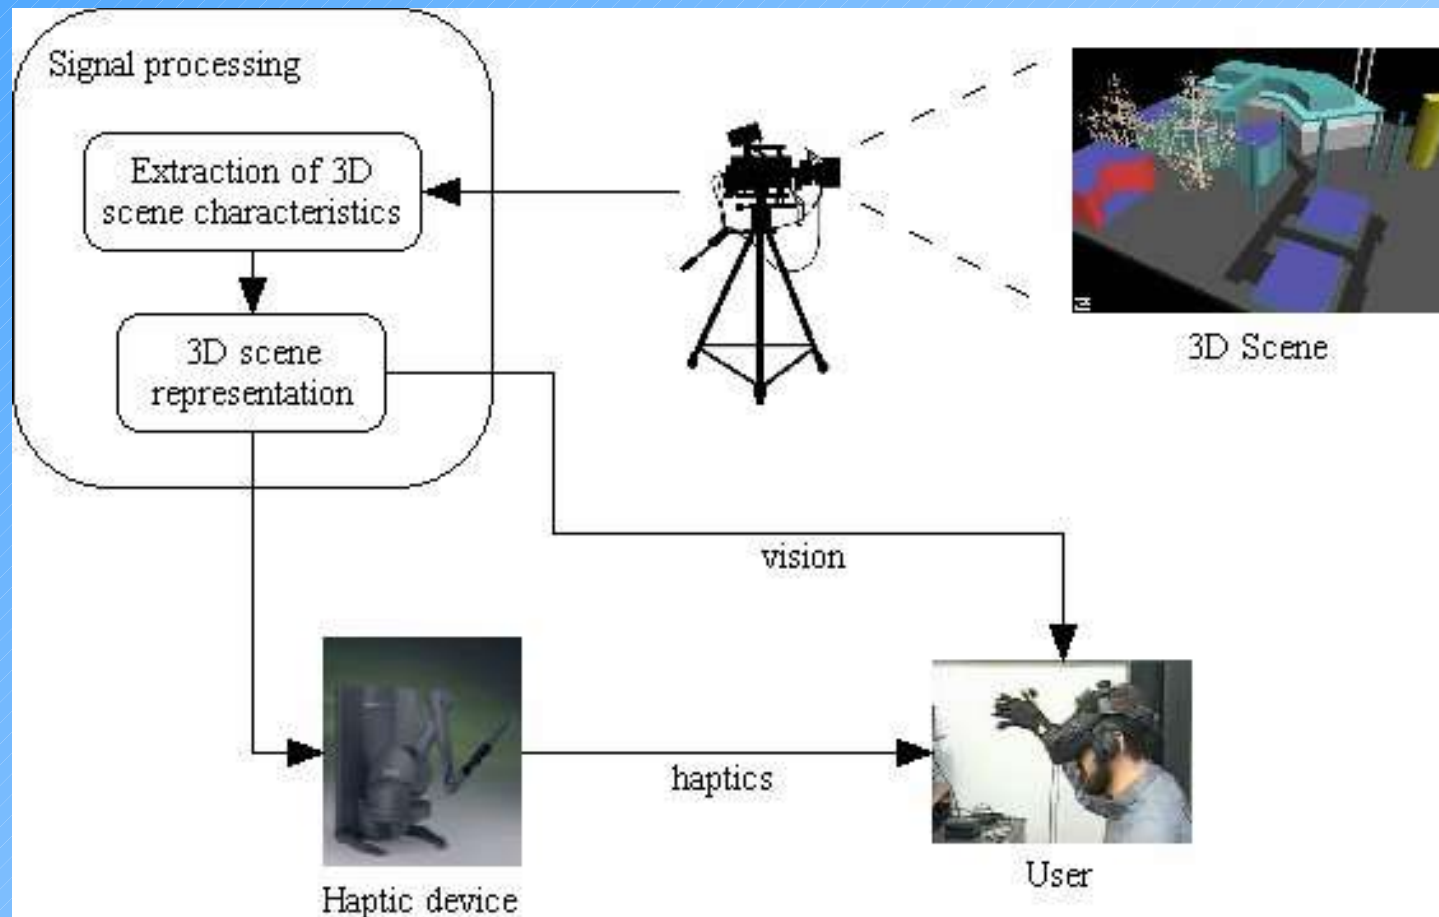 Signal processing
Extraction of 3D
scene characteristics
3D scene
representation
3D Scene
vision
haptics
Haptic device
User